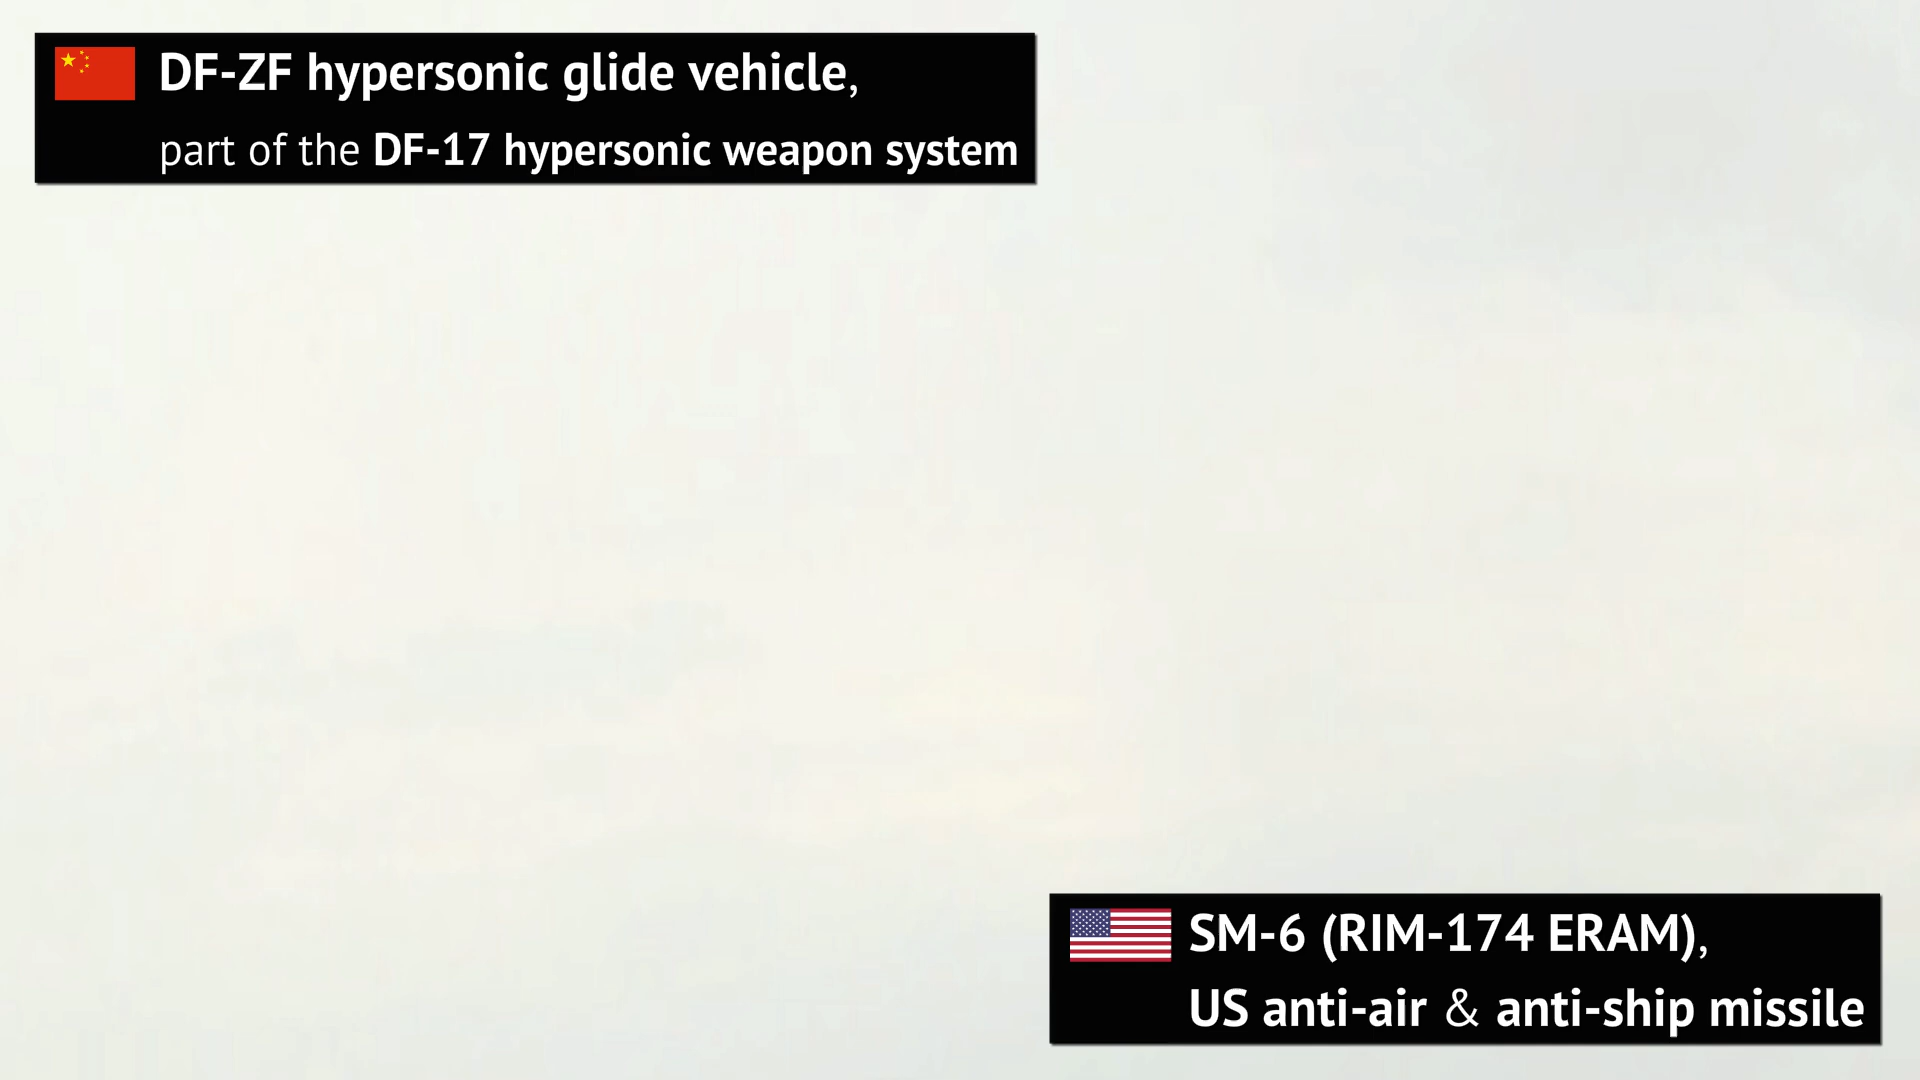 DF-ZF hypersonic glide vehicle,
part of the DF-17 hypersonic weapon system
SM-6 (RIM-174 ERAM),
US anti-air & anti-ship missile